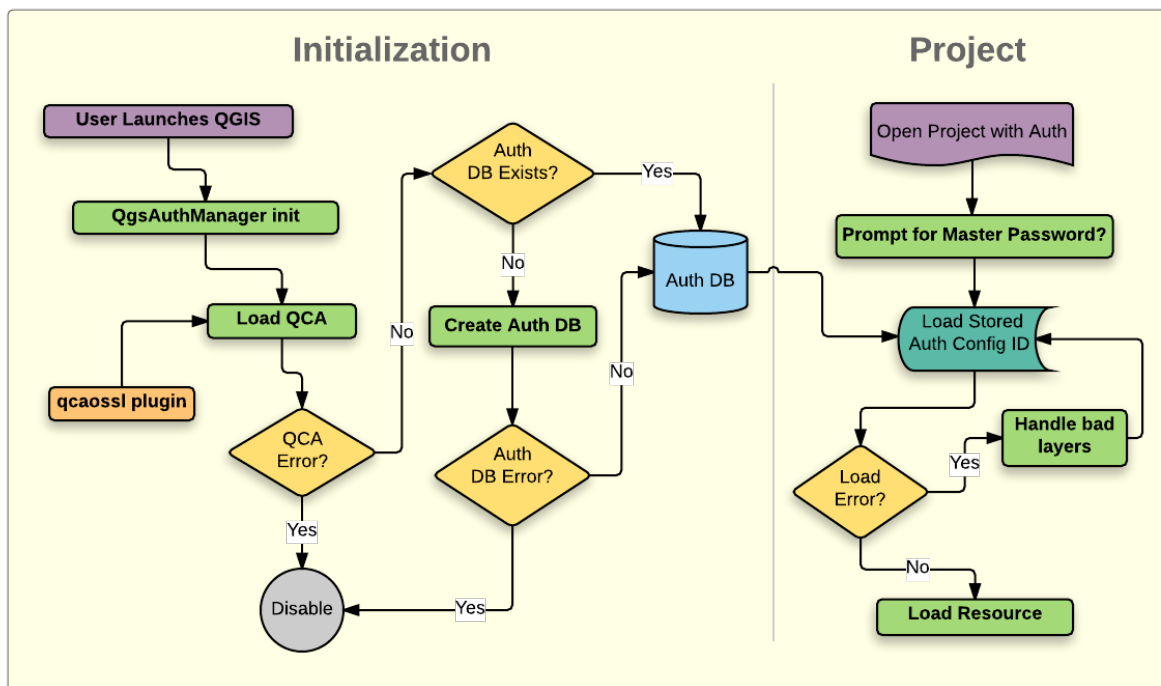 Initialization
User Launches QGIS
QgsAuthManager init
Load QCA
qcaossl plugin
QCA
Error?
Yes
Disable
No
Auth
DB Exists?
Yes
No
Create Auth DB
Auth
DB Error?
Yes
No
Auth DB
Project
Open Project with Auth
Prompt for Master Password?
Load Stored
Auth Config ID
Load
Error?
Yes
Handle bad
layers
No
Load Resource